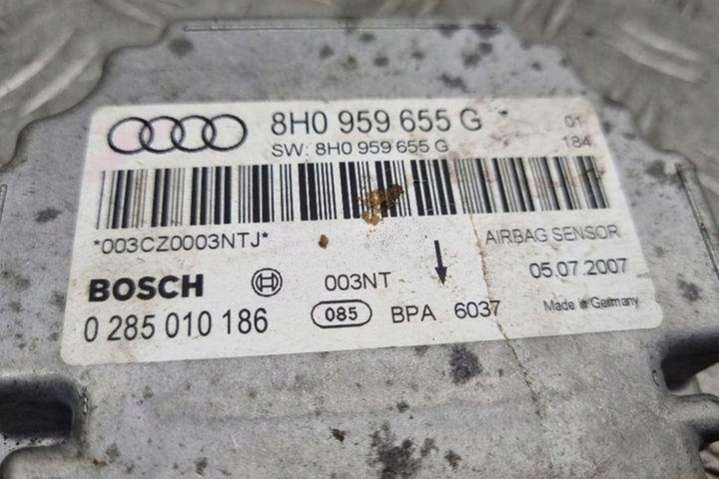 8H0 959 655 G 01
SW: 8H0 959 655 G 184
*003CZ0003NTJ* AIRBAG SENSOR
BOSCH 003NT 05.07.2007
0 285 010 186 085 BPA 6037 Made in Germany